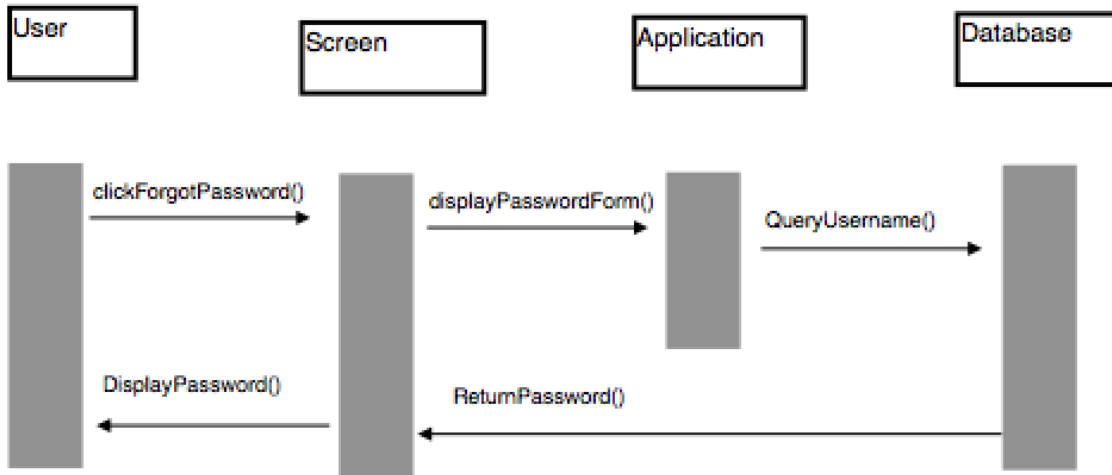 User
Screen
Application
Database
clickForgotPassword()
displayPasswordForm()
QueryUsername()
DisplayPassword()
ReturnPassword()